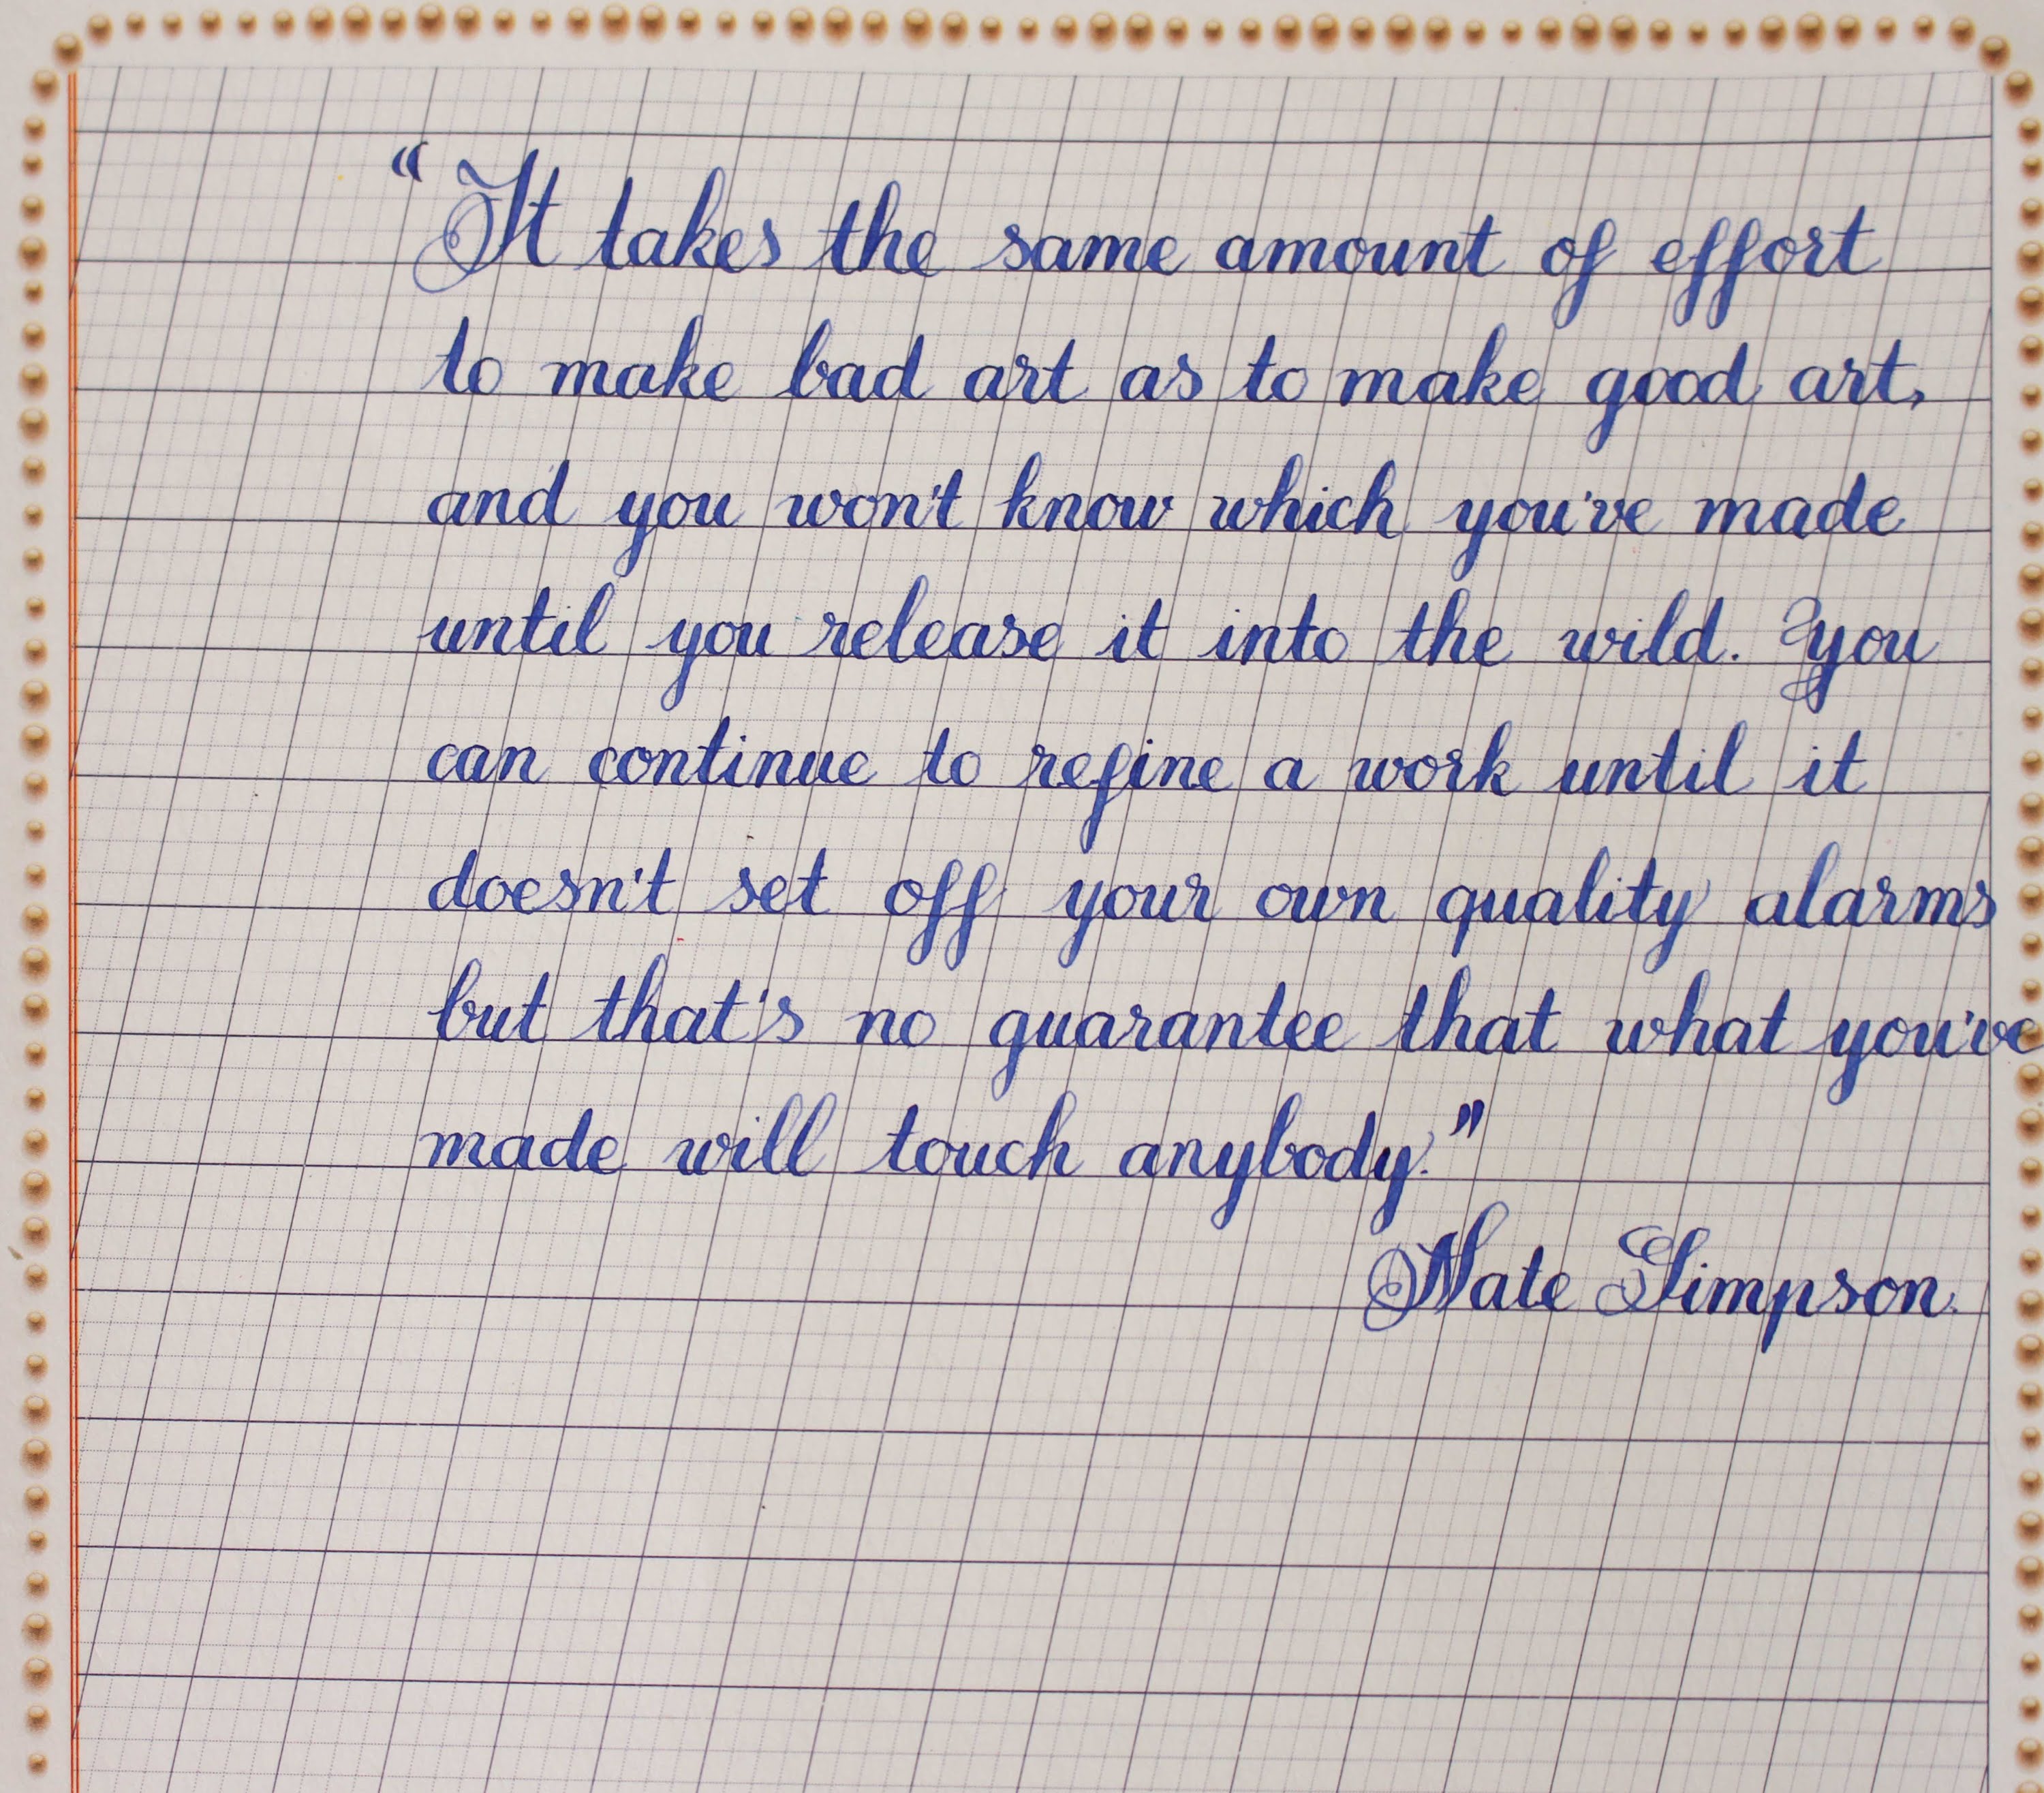 “It takes the same amount of effort
to make bad art as to make good art,
and you won't know which you've made
until you release it into the wild. You
can continue to refine a work until it
doesn't set off your own quality alarms
but that's no guarantee that what you've
made will touch anybody.”
Nate Simpson.